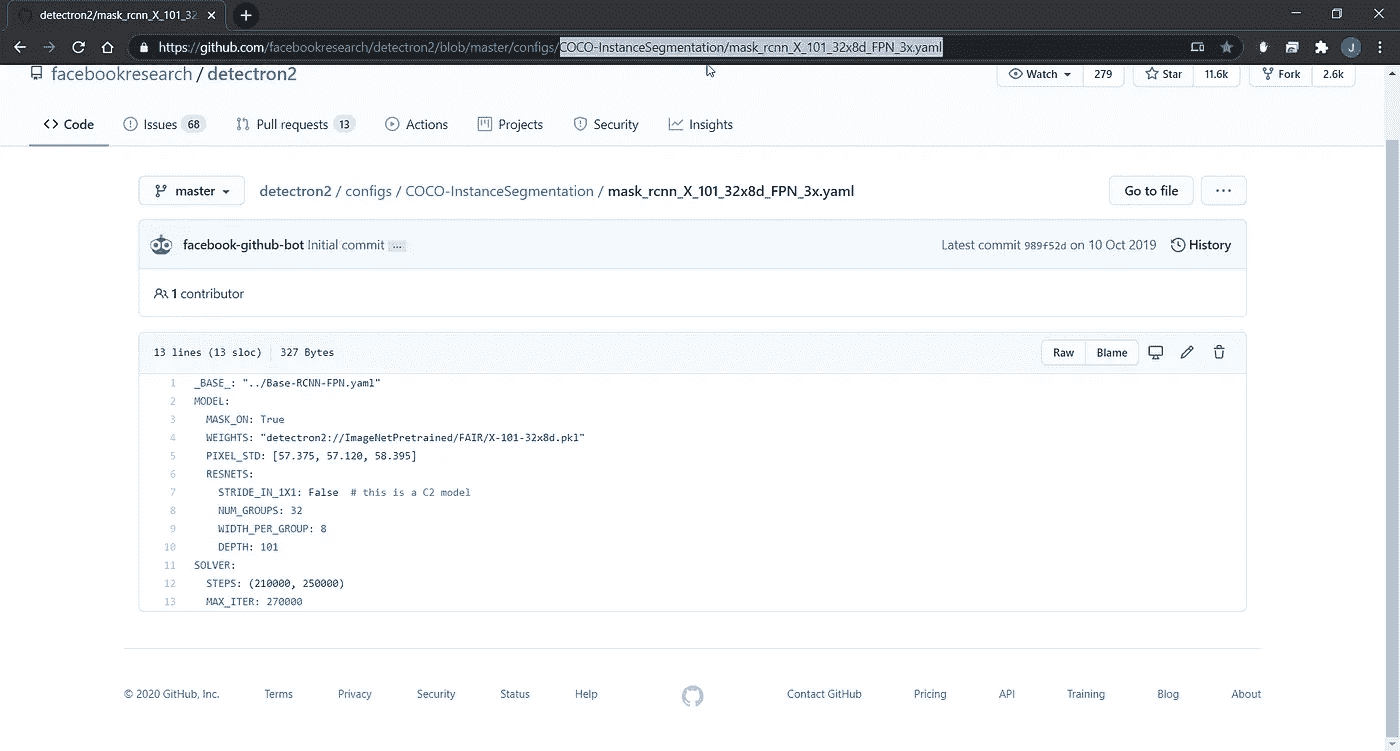 detectron2/mask_rcnn_X_101_32
https://github.com/facebookresearch/detectron2/blob/master/configs/COCO-InstanceSegmentation/mask_rcnn_X_101_32x8d_FPN_3x.yaml
J
facebookresearch / detectron2
Watch 279 Star 11.6k Fork 2.6k
<> Code Issues 68 Pull requests 13 Actions Projects Security Insights
master detectron2 / configs / COCO-InstanceSegmentation / mask_rcnn_X_101_32x8d_FPN_3x.yaml Go to file ...
facebook-github-bot Initial commit ... Latest commit 989f52d on 10 Oct 2019 History
1 contributor
13 lines (13 sloc) 327 Bytes Raw Blame
1 _BASE_: "../Base-RCNN-FPN.yaml"
2 MODEL:
3 MASK_ON: True
4 WEIGHTS: "detectron2://ImageNetPretrained/FAIR/X-101-32x8d.pkl"
5 PIXEL_STD: [57.375, 57.120, 58.395]
6 RESNETS:
7 STRIDE_IN_1X1: False # this is a C2 model
8 NUM_GROUPS: 32
9 WIDTH_PER_GROUP: 8
10 DEPTH: 101
11 SOLVER:
12 STEPS: (210000, 250000)
13 MAX_ITER: 270000
© 2020 GitHub, Inc. Terms Privacy Security Status Help Contact GitHub Pricing API Training Blog About